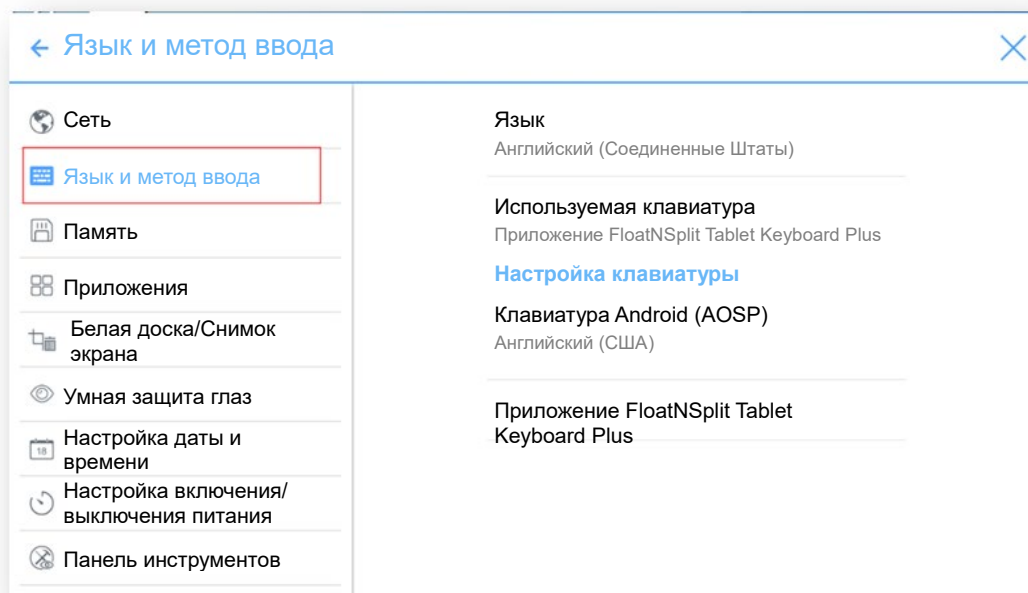 Язык и метод ввода
Сеть
Язык и метод ввода
Память
Приложения
Белая доска/Снимок
экрана
Умная защита глаз
18
Настройка даты и
времени
Настройка включения/
выключения питания
Панель инструментов
Язык
Английский (Соединенные Штаты)
Используемая клавиатура
Приложение FloatNSplit Tablet Keyboard Plus
Настройка клавиатуры
Клавиатура Android (AOSP)
Английский (США)
Приложение FloatNSplit Tablet
Keyboard Plus